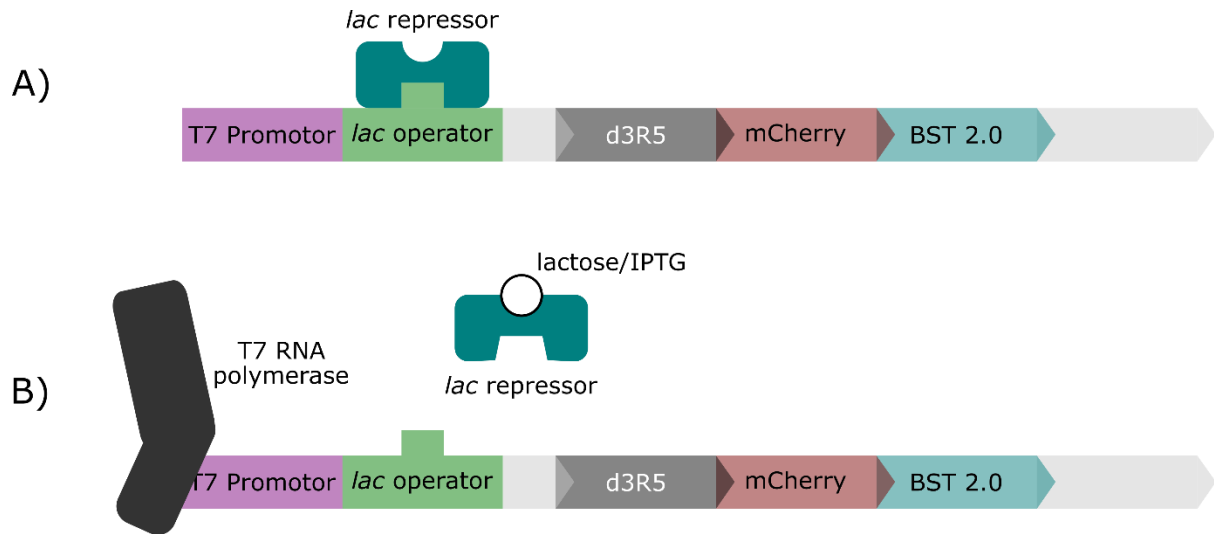 lac repressor
A)
T7 Promotor lac operator d3R5 mCherry BST 2.0
lactose/IPTG
T7 RNA
polymerase
lac repressor
B)
T7 Promotor lac operator d3R5 mCherry BST 2.0